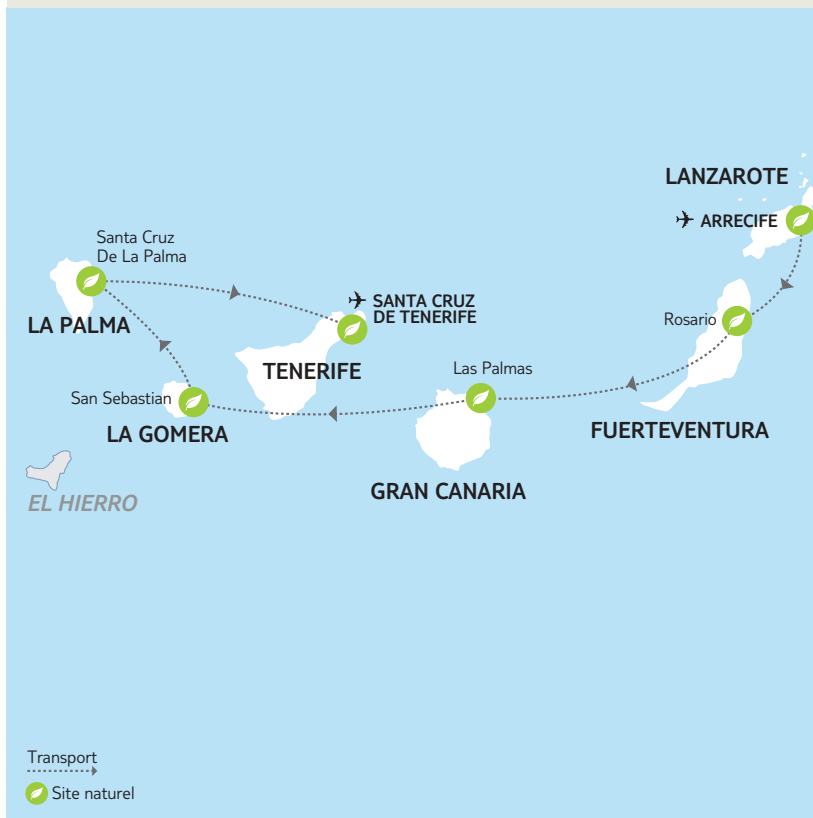 LANZAROTE
ARRECIFE
Santa Cruz
De La Palma
SANTA CRUZ
DE TENERIFE
LA PALMA
Rosario
TENERIFE
Las Palmas
San Sebastian
LA GOMERA
FUERTEVENTURA
GRAN CANARIA
EL HIERRO
Transport
Site naturel